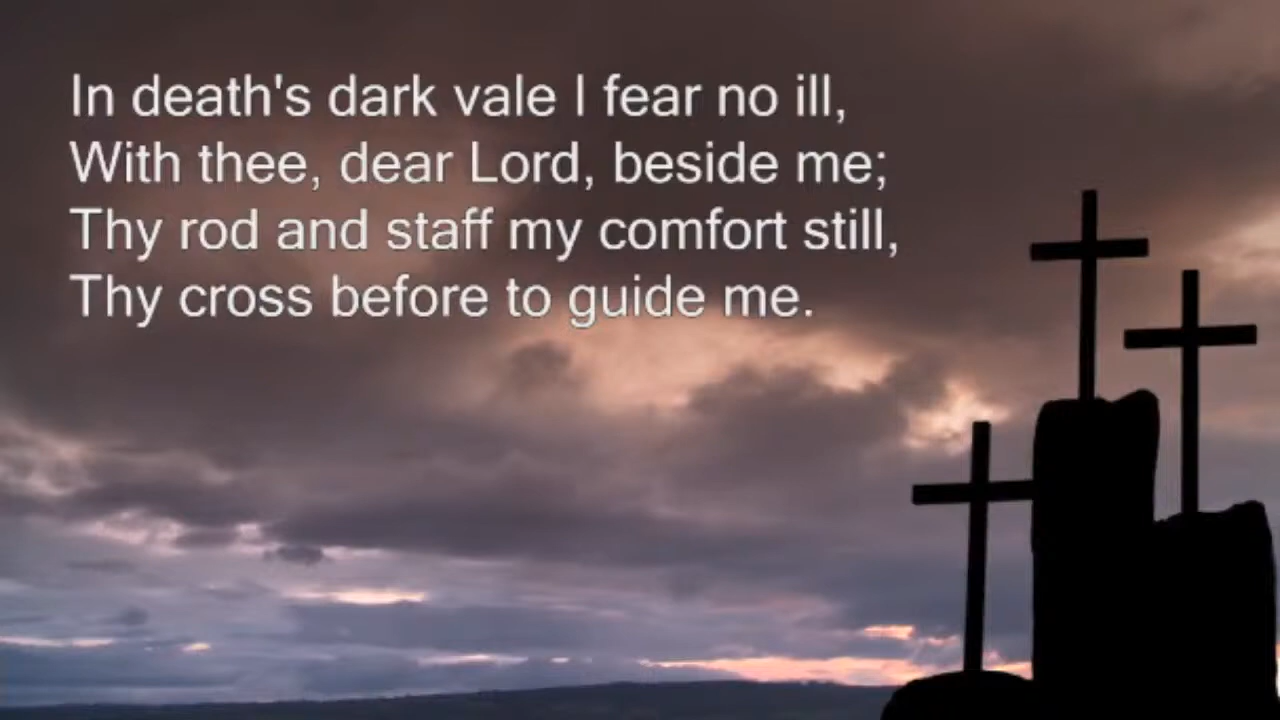 In death's dark vale I fear no ill,
With thee, dear Lord, beside me;
Thy rod and staff my comfort still,
Thy cross before to guide me.